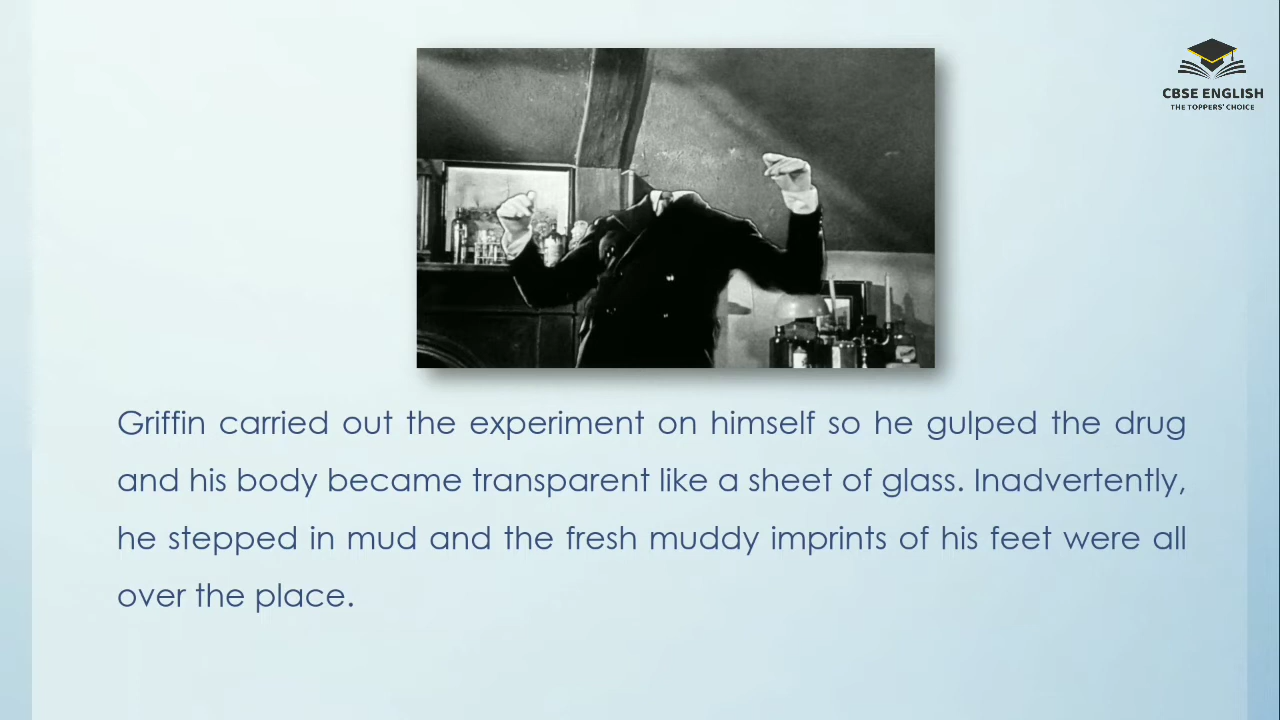 CBSE ENGLISH
THE TOPPERS' CHOICE
Griffin carried out the experiment on himself so he gulped the drug
and his body became transparent like a sheet of glass. Inadvertently,
he stepped in mud and the fresh muddy imprints of his feet were all
over the place.